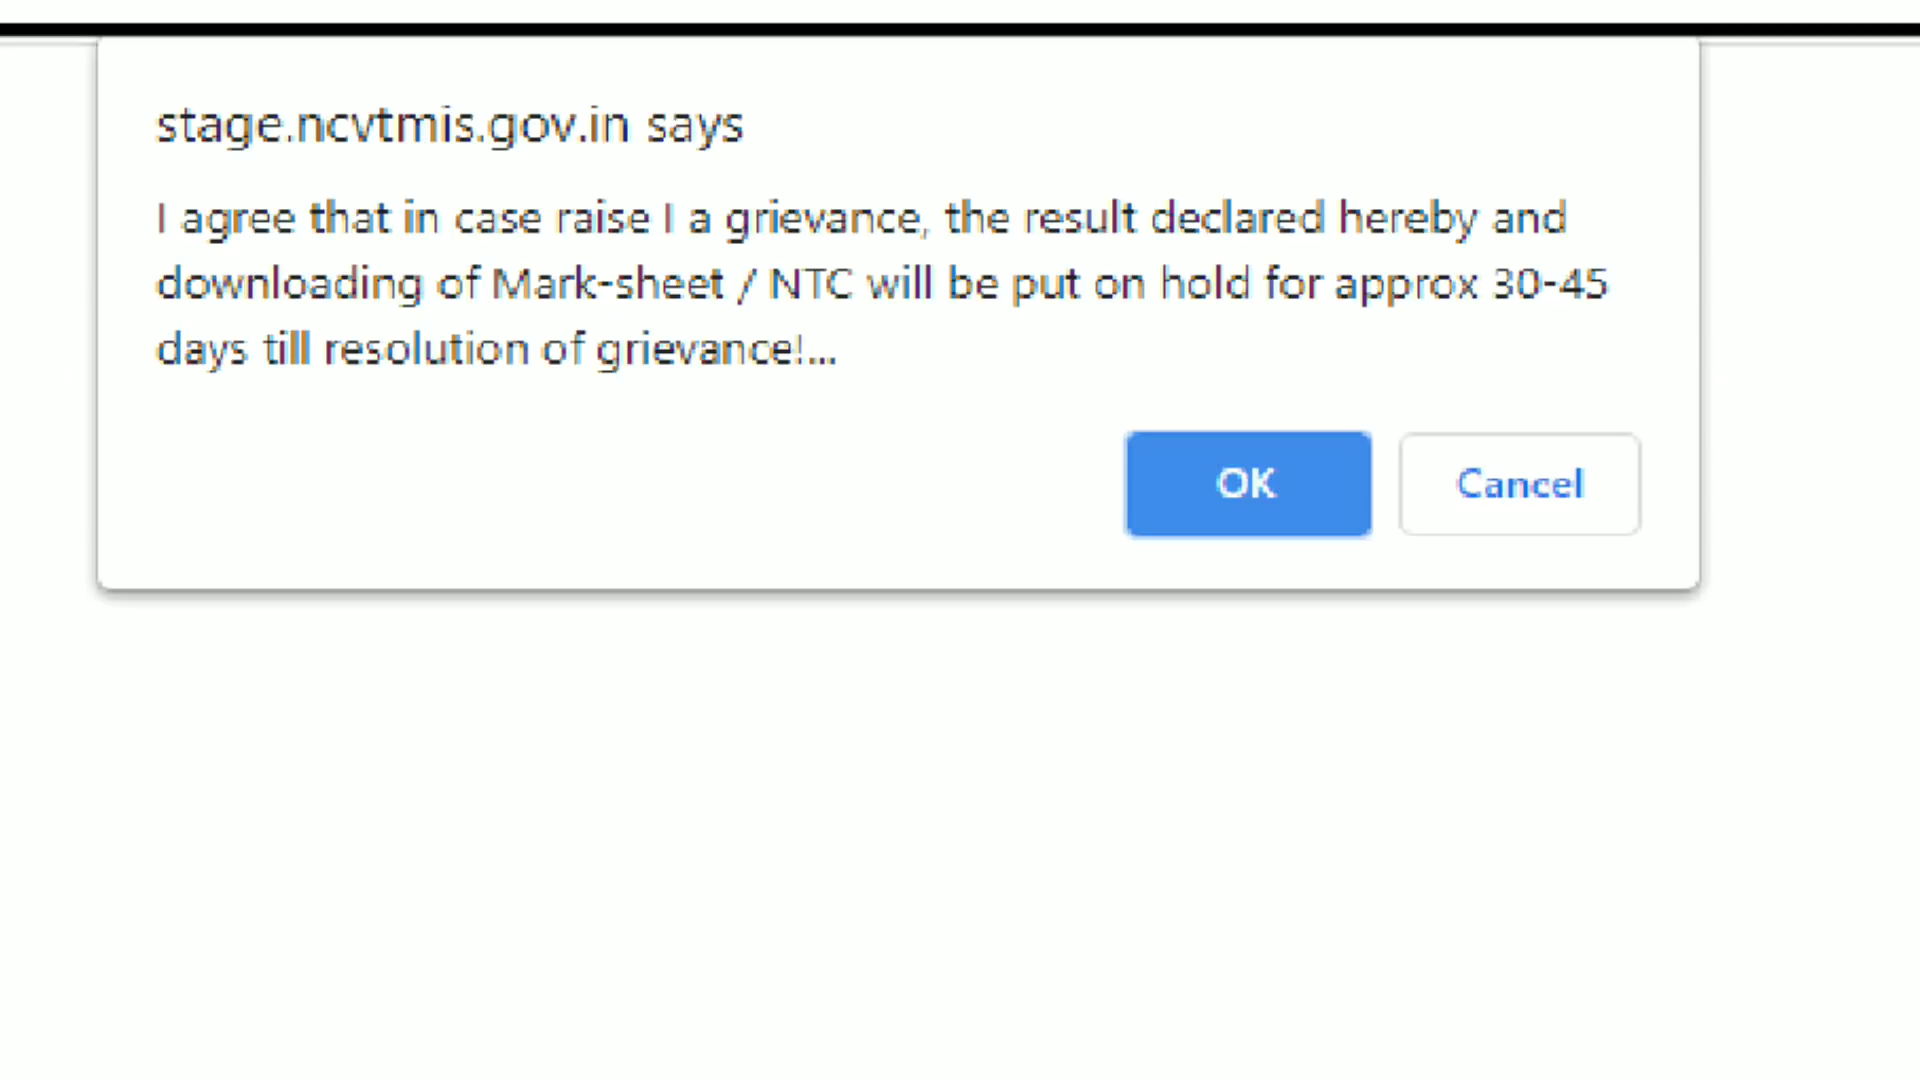 stage.ncvtmis.gov.in says
I agree that in case raise I a grievance, the result declared hereby and
downloading of Mark-sheet / NTC will be put on hold for approx 30-45
days till resolution of grievance!...
OK Cancel